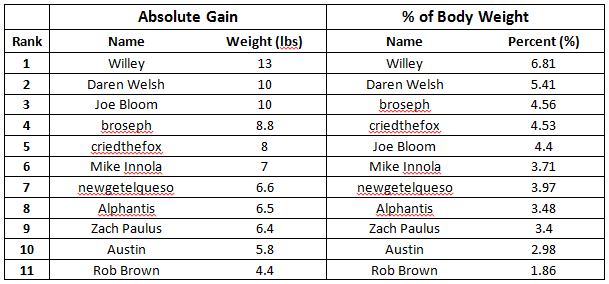 Absolute Gain % of Body Weight
Rank Name Weight (lbs) Name Percent (%)
1 Willey 13 Willey 6.81
2 Daren Welsh 10 Daren Welsh 5.41
3 Joe Bloom 10 broseph 4.56
4 broseph 8.8 criedthefox 4.53
5 criedthefox 8 Joe Bloom 4.4
6 Mike Innola 7 Mike Innola 3.71
7 newgetelqueso 6.6 newgetelqueso 3.97
8 Alphantis 6.5 Alphantis 3.48
9 Zach Paulus 6.4 Zach Paulus 3.4
10 Austin 5.8 Austin 2.98
11 Rob Brown 4.4 Rob Brown 1.86